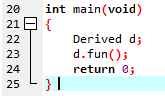 20 int main(void)
21 {
22 Derived d;
23 d.fun();
24 return 0;
25 }